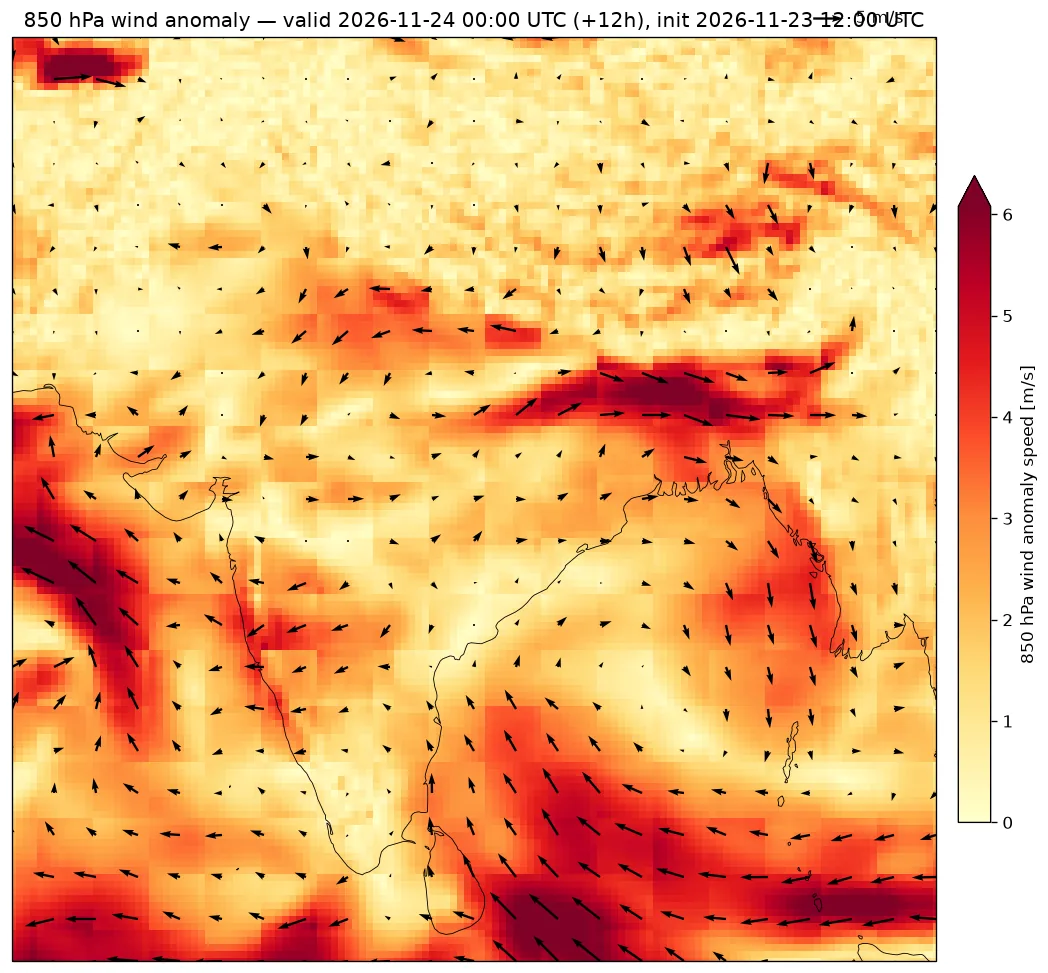 850 hPa wind anomaly — valid 2026-11-24 00:00 UTC (+12h), init 2026-11-23 12:00 UTC
5 m/s
6
5
4
3
2
1
0
850 hPa wind anomaly speed [m/s]